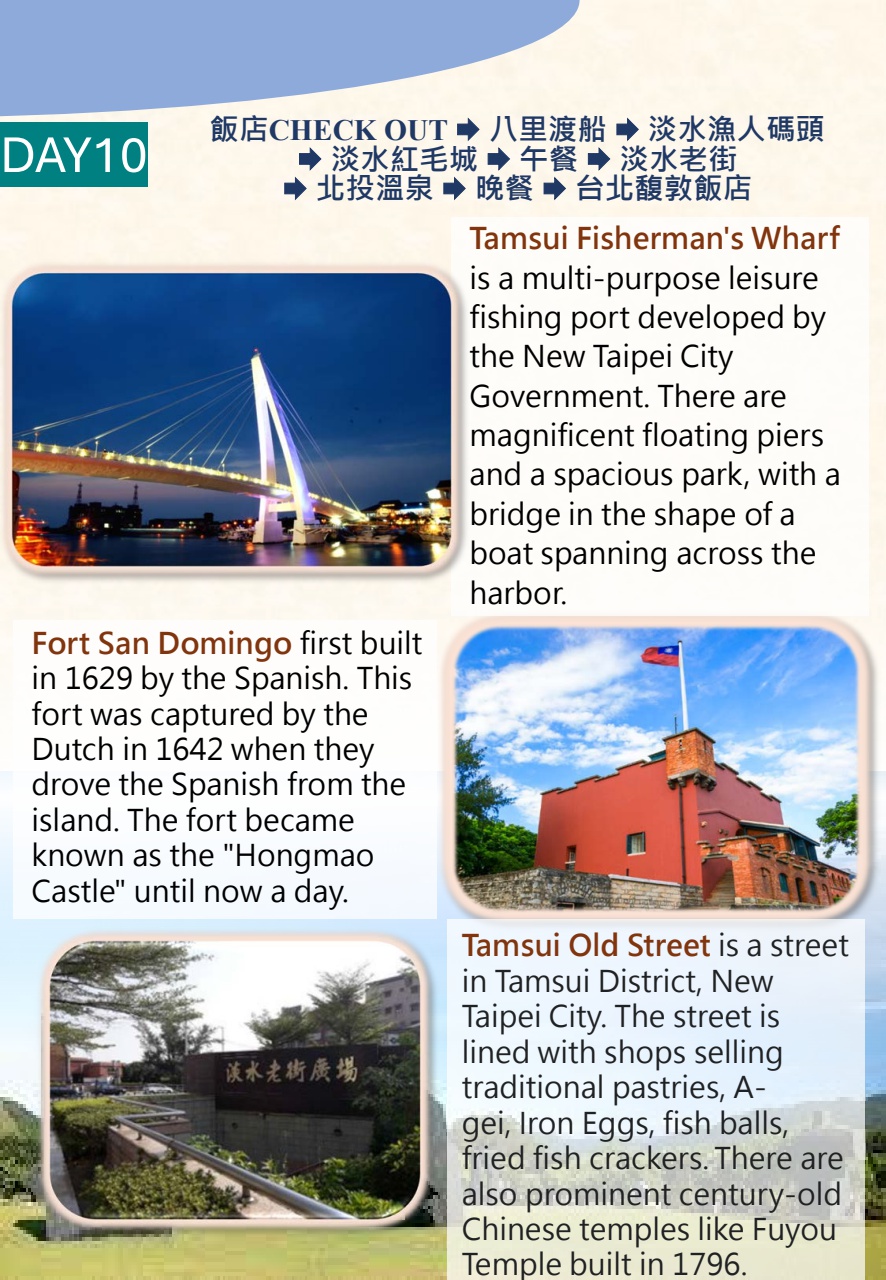 DAY10
飯店CHECK OUT ➡ 八里渡船 ➡ 淡水漁人碼頭
➡ 淡水紅毛城 ➡ 午餐 ➡ 淡水老街
➡ 北投溫泉 ➡ 晚餐 ➡ 台北馥敦飯店
Tamsui Fisherman's Wharf
is a multi-purpose leisure
fishing port developed by
the New Taipei City
Government. There are
magnificent floating piers
and a spacious park, with a
bridge in the shape of a
boat spanning across the
harbor.
Fort San Domingo first built
in 1629 by the Spanish. This
fort was captured by the
Dutch in 1642 when they
drove the Spanish from the
island. The fort became
known as the "Hongmao
Castle" until now a day.
淡水老街廣場
Tamsui Old Street is a street
in Tamsui District, New
Taipei City. The street is
lined with shops selling
traditional pastries, A-
gei, Iron Eggs, fish balls,
fried fish crackers. There are
also prominent century-old
Chinese temples like Fuyou
Temple built in 1796.